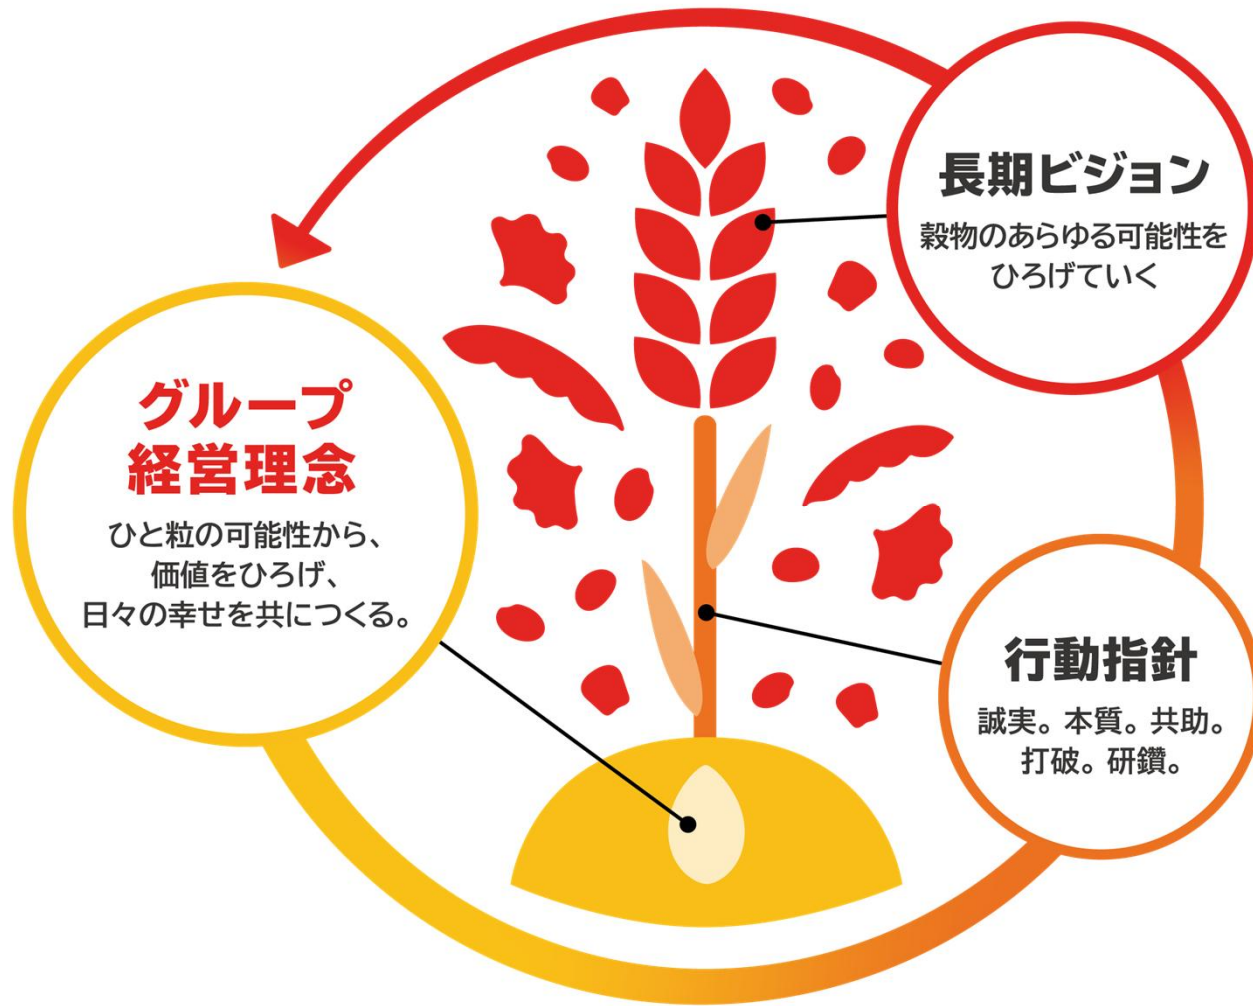 長期ビジョン
穀物のあらゆる可能性を
ひろげていく
グループ
経営理念
ひと粒の可能性から、
価値をひろげ、
日々の幸せを共につくる。
行動指針
誠実。本質。共助。
打破。研鑽。